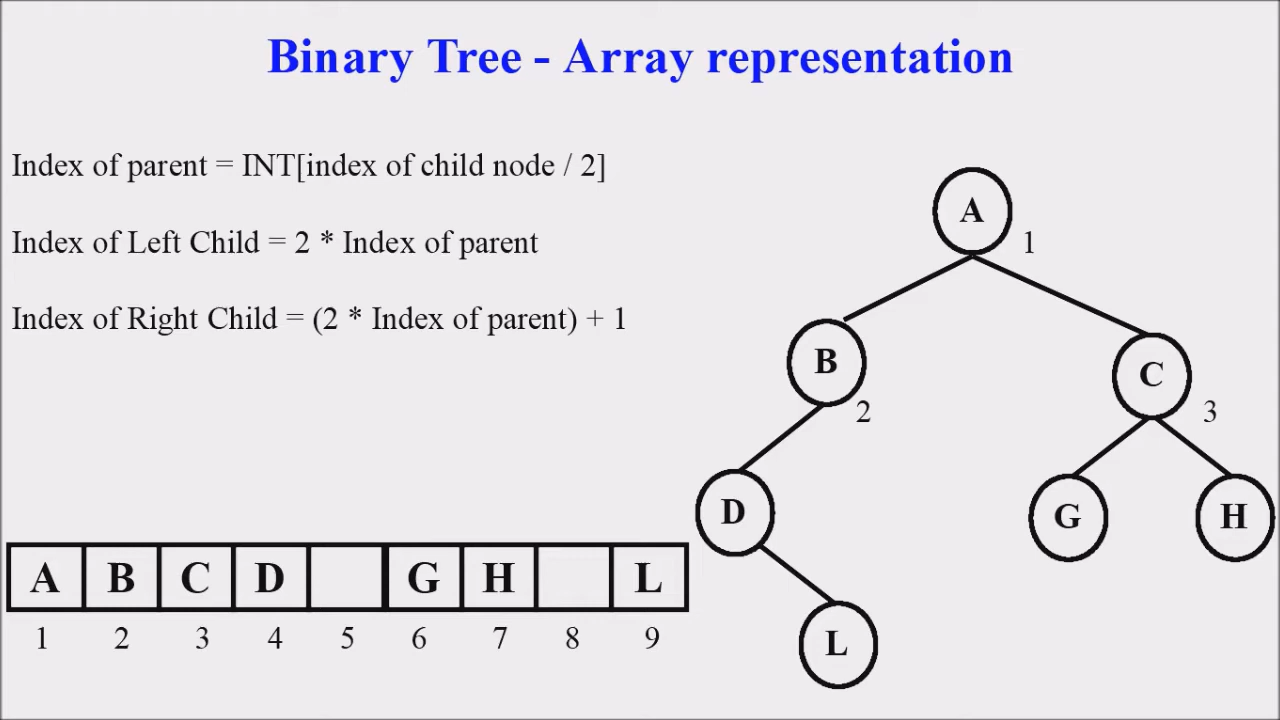 Binary Tree - Array representation
Index of parent = INT[index of child node / 2]
Index of Left Child = 2 * Index of parent
Index of Right Child = (2 * Index of parent) + 1
A
1
B
2
C
3
D
G
H
L
A B C D G H L
1 2 3 4 5 6 7 8 9